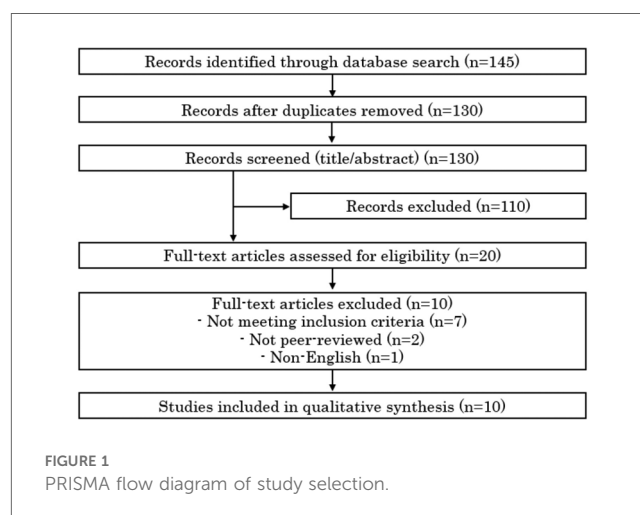 Records identified through database search (n=145)
Records after duplicates removed (n=130)
Records screened (title/abstract) (n=130)
Records excluded (n=110)
Full-text articles assessed for eligibility (n=20)
Full-text articles excluded (n=10)
- Not meeting inclusion criteria (n=7)
- Not peer-reviewed (n=2)
- Non-English (n=1)
Studies included in qualitative synthesis (n=10)
FIGURE 1
PRISMA flow diagram of study selection.